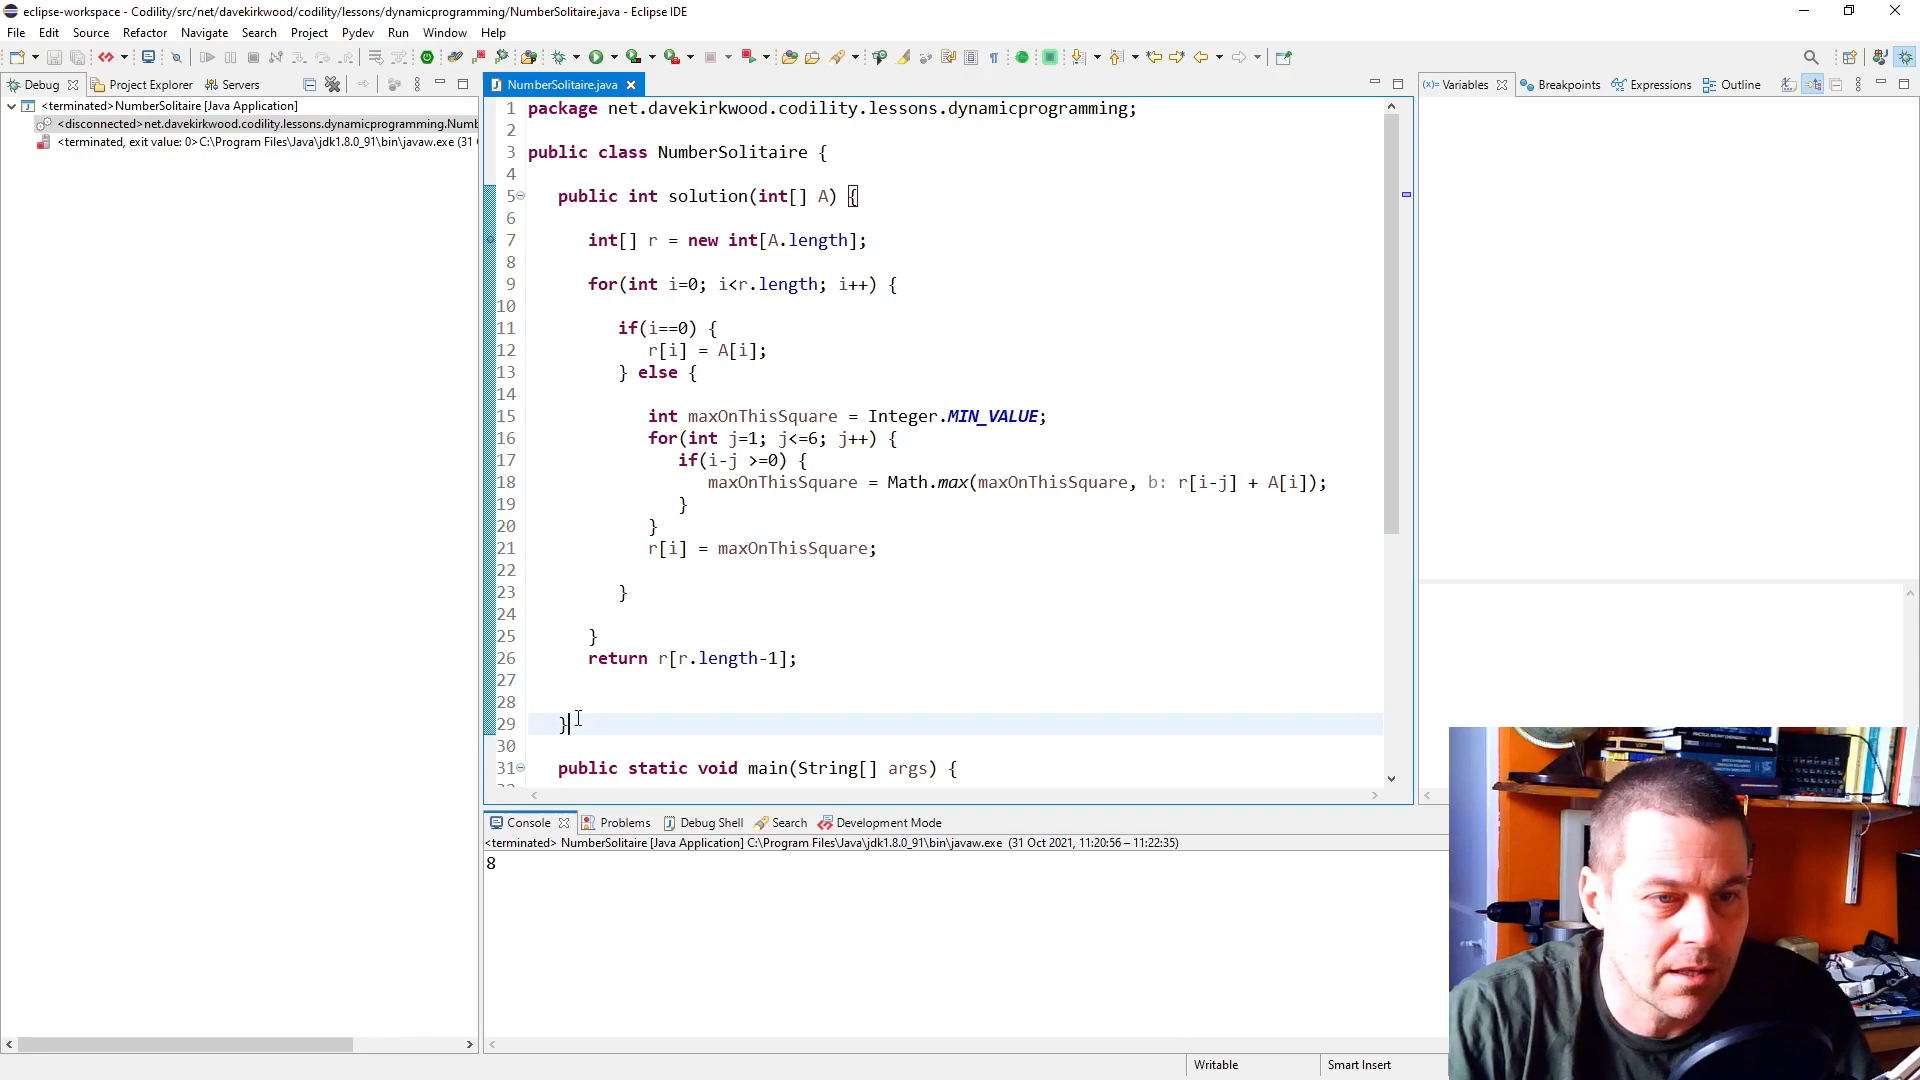 eclipse-workspace - Codility/src/net/davekirkwood/codility/lessons/dynamicprogramming/NumberSolitaire.java - Eclipse IDE
File Edit Source Refactor Navigate Search Project Pydev Run Window Help
Debug Project Explorer Servers
NumberSolitaire.java
Variables Breakpoints Expressions Outline
<terminated>NumberSolitaire [Java Application]
<disconnected>net.davekirkwood.codility.lessons.dynamicprogramming.Numb
<terminated, exit value: 0>C:\Program Files\Java\jdk1.8.0_91\bin\javaw.exe (31
1 package net.davekirkwood.codility.lessons.dynamicprogramming;
2
3 public class NumberSolitaire {
4
5 public int solution(int[] A) {
6
7 int[] r = new int[A.length];
8
9 for(int i=0; i<r.length; i++) {
10
11 if(i==0) {
12 r[i] = A[i];
13 } else {
14
15 int maxOnThisSquare = Integer.MIN_VALUE;
16 for(int j=1; j<=6; j++) {
17 if(i-j >=0) {
18 maxOnThisSquare = Math.max(maxOnThisSquare, b: r[i-j] + A[i]);
19 }
20 }
21 r[i] = maxOnThisSquare;
22
23 }
24
25 }
26 return r[r.length-1];
27
28
29 }
30
31 public static void main(String[] args) {
Console Problems Debug Shell Search Development Mode
<terminated> NumberSolitaire [Java Application] C:\Program Files\Java\jdk1.8.0_91\bin\javaw.exe (31 Oct 2021, 11:20:56 – 11:22:35)
8
Writable Smart Insert